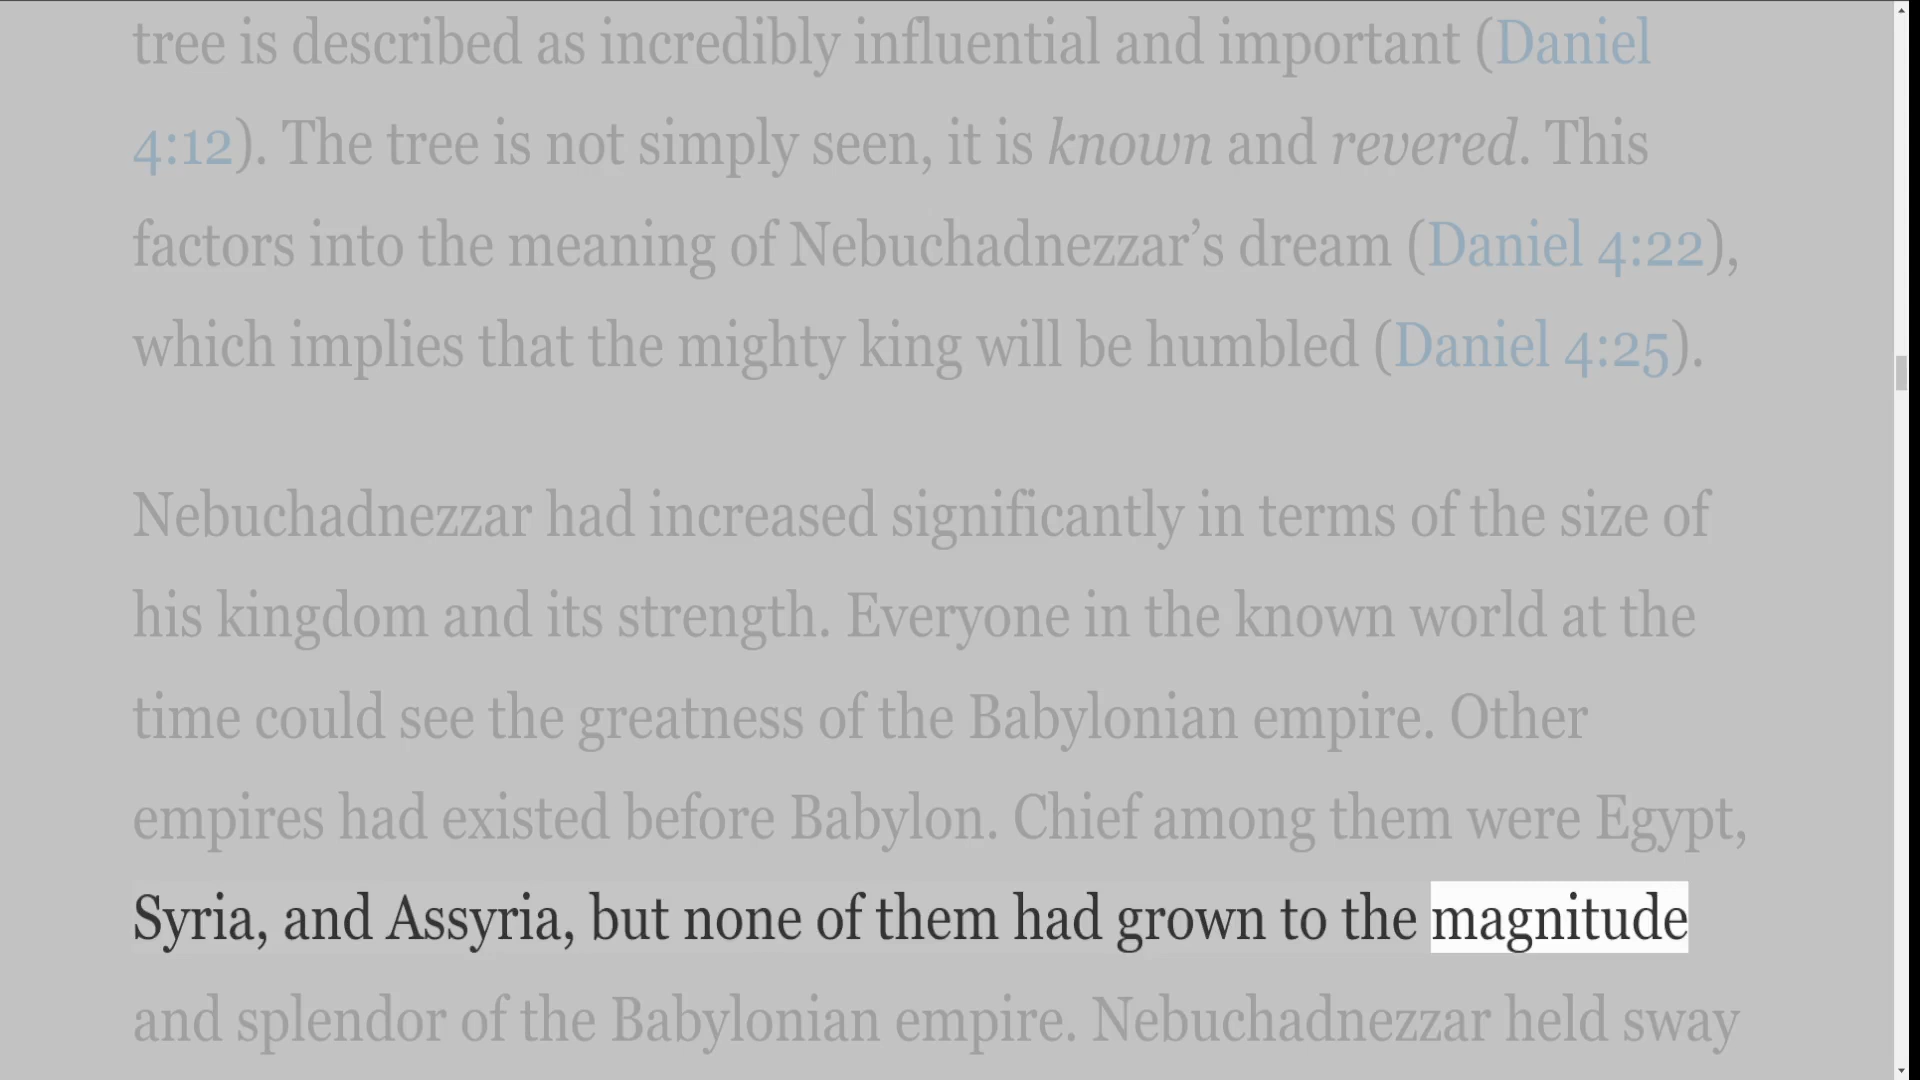 tree is described as incredibly influential and important (Daniel
4:12). The tree is not simply seen, it is known and revered. This
factors into the meaning of Nebuchadnezzar’s dream (Daniel 4:22),
which implies that the mighty king will be humbled (Daniel 4:25).
Nebuchadnezzar had increased significantly in terms of the size of
his kingdom and its strength. Everyone in the known world at the
time could see the greatness of the Babylonian empire. Other
empires had existed before Babylon. Chief among them were Egypt,
Syria, and Assyria, but none of them had grown to the magnitude
and splendor of the Babylonian empire. Nebuchadnezzar held sway